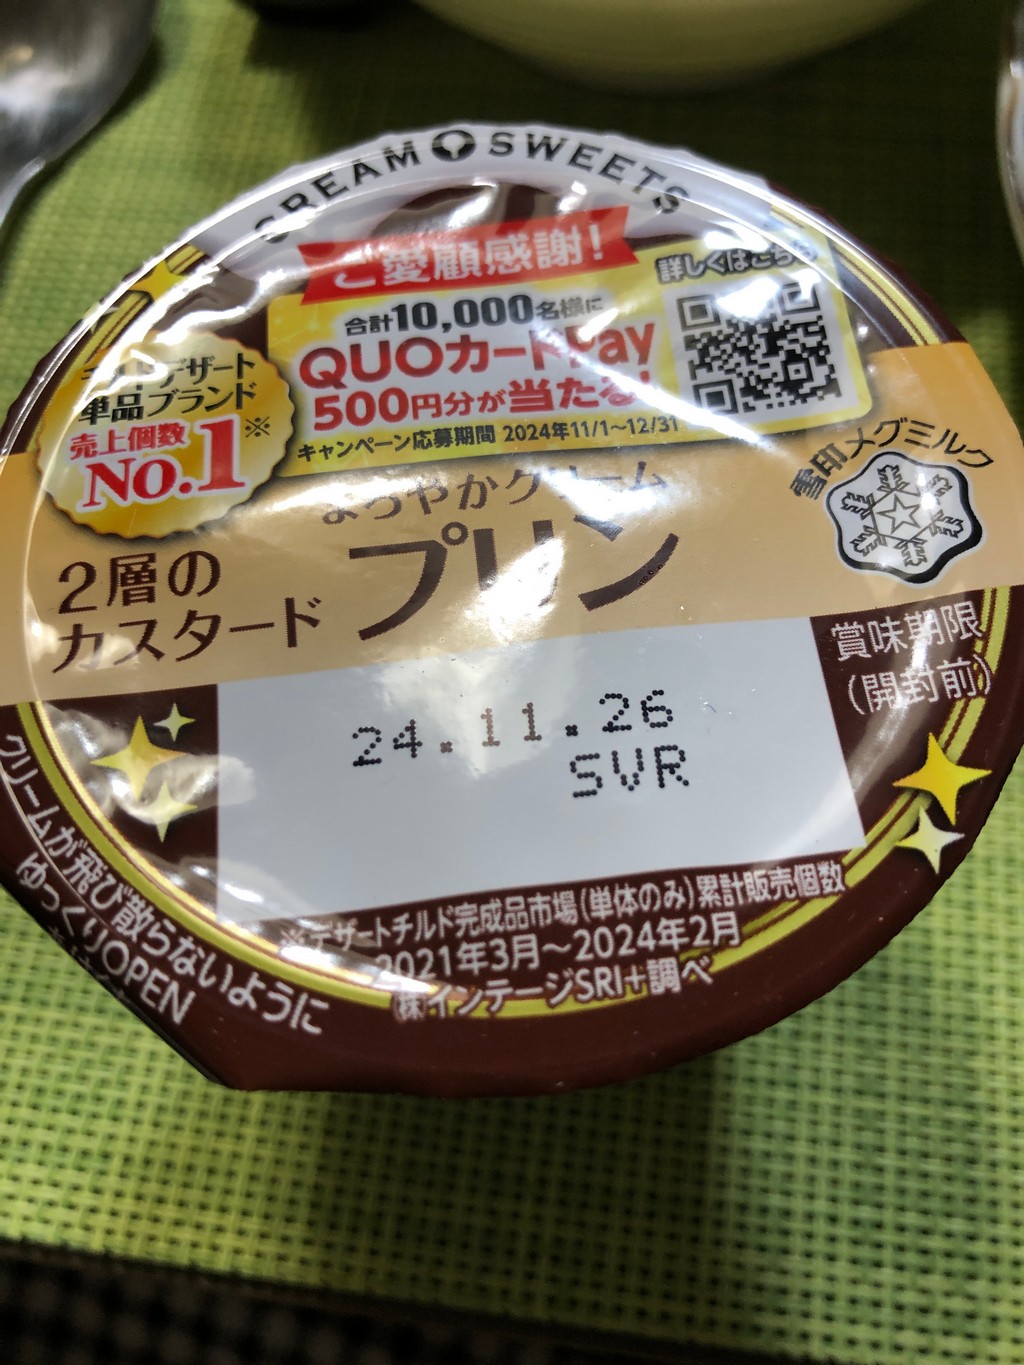 CREAM SWEETS
ご愛顧感謝!
詳しくはこちら
合計10,000名様に
QUOカードPay
500円分が当たる!
キャンペーン応募期間 2024年11/1~12/31
チルドデザート
単品ブランド
売上個数
No.1※
雪印メグミルク
まろやかクリーム
プリン
2層の
カスタード
賞味期限
(開封前)
24.11.26
SVR
※デザートチルド完成品市場(単体のみ)累計販売個数
2021年3月~2024年2月
㈱インテージSRI+調べ
クリームが飛び散らないように
ゆっくりOPEN